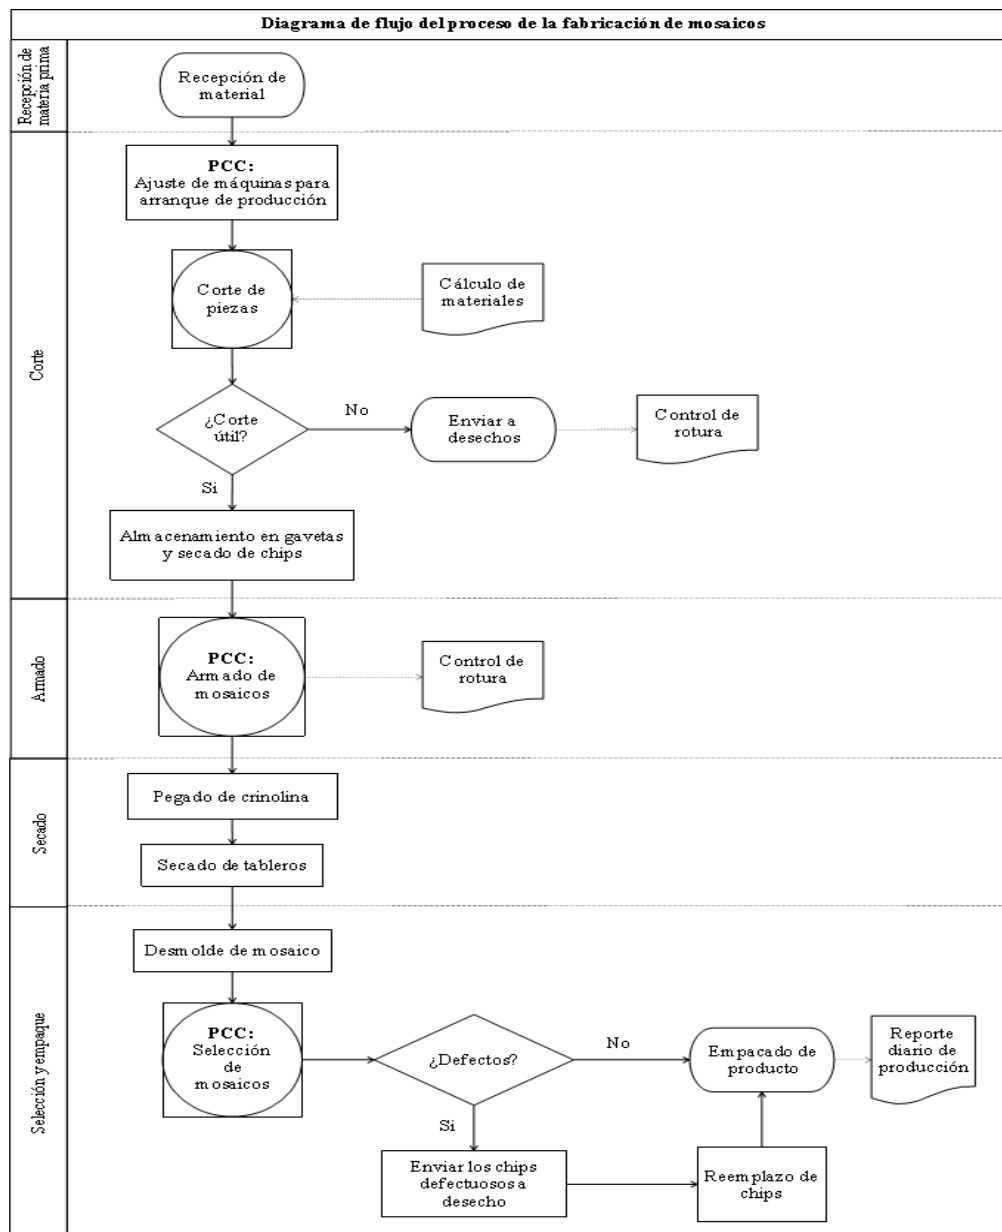 Diagrama de flujo del proceso de la fabricación de mosaicos
Recepción de
materia prima
Recepción de
material
Corte
PCC:
Ajuste de máquinas para
arranque de producción
Corte de
piezas
Cálculo de
materiales
¿Corte
útil?
No
Enviar a
desechos
Control de
rotura
Si
Almacenamiento en gavetas
y secado de chips
Armado
PCC:
Armado de
mosaicos
Control de
rotura
Secado
Pegado de crinolina
Secado de tableros
Selección y empaque
Desmolde de mosaico
PCC:
Selección
de
mosaicos
¿Defectos?
No
Empacado de
producto
Reporte
diario de
producción
Si
Enviar los chips
defectuosos a
desecho
Reemplazo de
chips